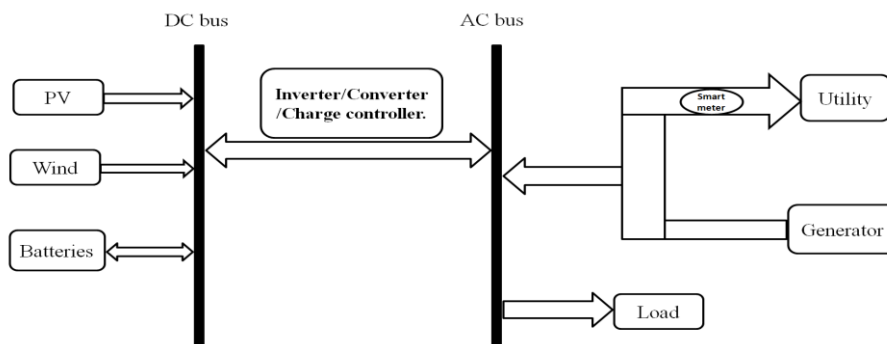 DC bus
AC bus
PV
Inverter/Converter
/Charge controller.
Smart
meter
Utility
Wind
Batteries
Generator
Load